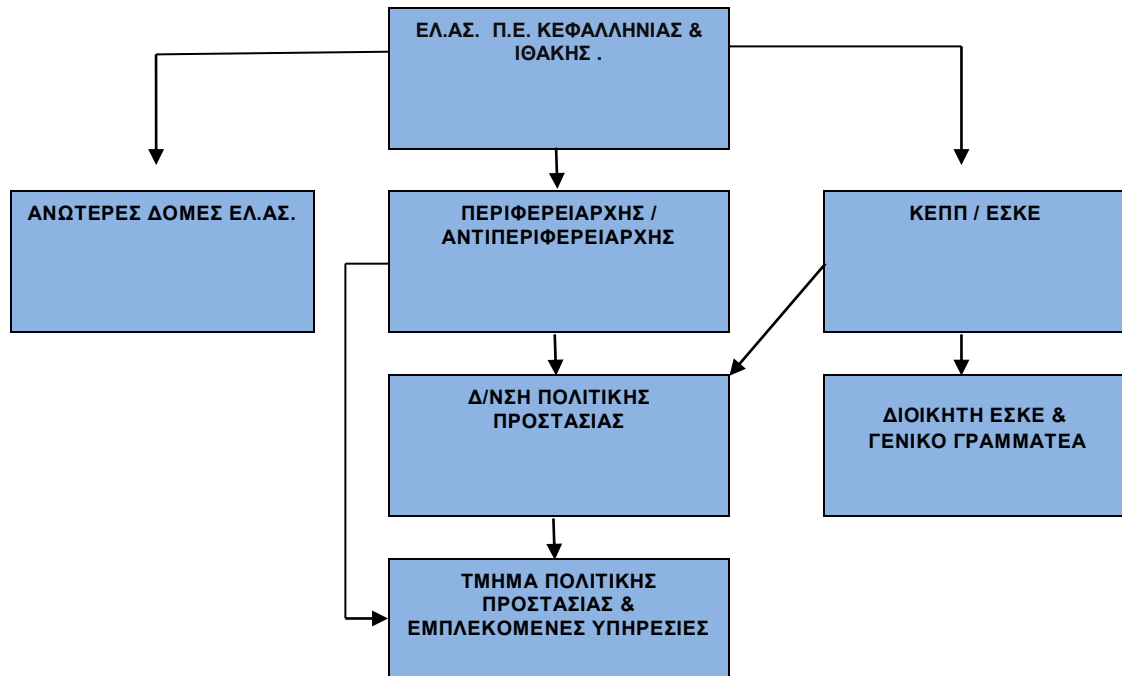 ΕΛ.ΑΣ. Π.Ε. ΚΕΦΑΛΛΗΝΙΑΣ &
ΙΘΑΚΗΣ .
ΑΝΩΤΕΡΕΣ ΔΟΜΕΣ ΕΛ.ΑΣ.
ΠΕΡΙΦΕΡΕΙΑΡΧΗΣ /
ΑΝΤΙΠΕΡΙΦΕΡΕΙΑΡΧΗΣ
ΚΕΠΠ / ΕΣΚΕ
Δ/ΝΣΗ ΠΟΛΙΤΙΚΗΣ
ΠΡΟΣΤΑΣΙΑΣ
ΔΙΟΙΚΗΤΗ ΕΣΚΕ &
ΓΕΝΙΚΟ ΓΡΑΜΜΑΤΕΑ
ΤΜΗΜΑ ΠΟΛΙΤΙΚΗΣ
ΠΡΟΣΤΑΣΙΑΣ &
ΕΜΠΛΕΚΟΜΕΝΕΣ ΥΠΗΡΕΣΙΕΣ